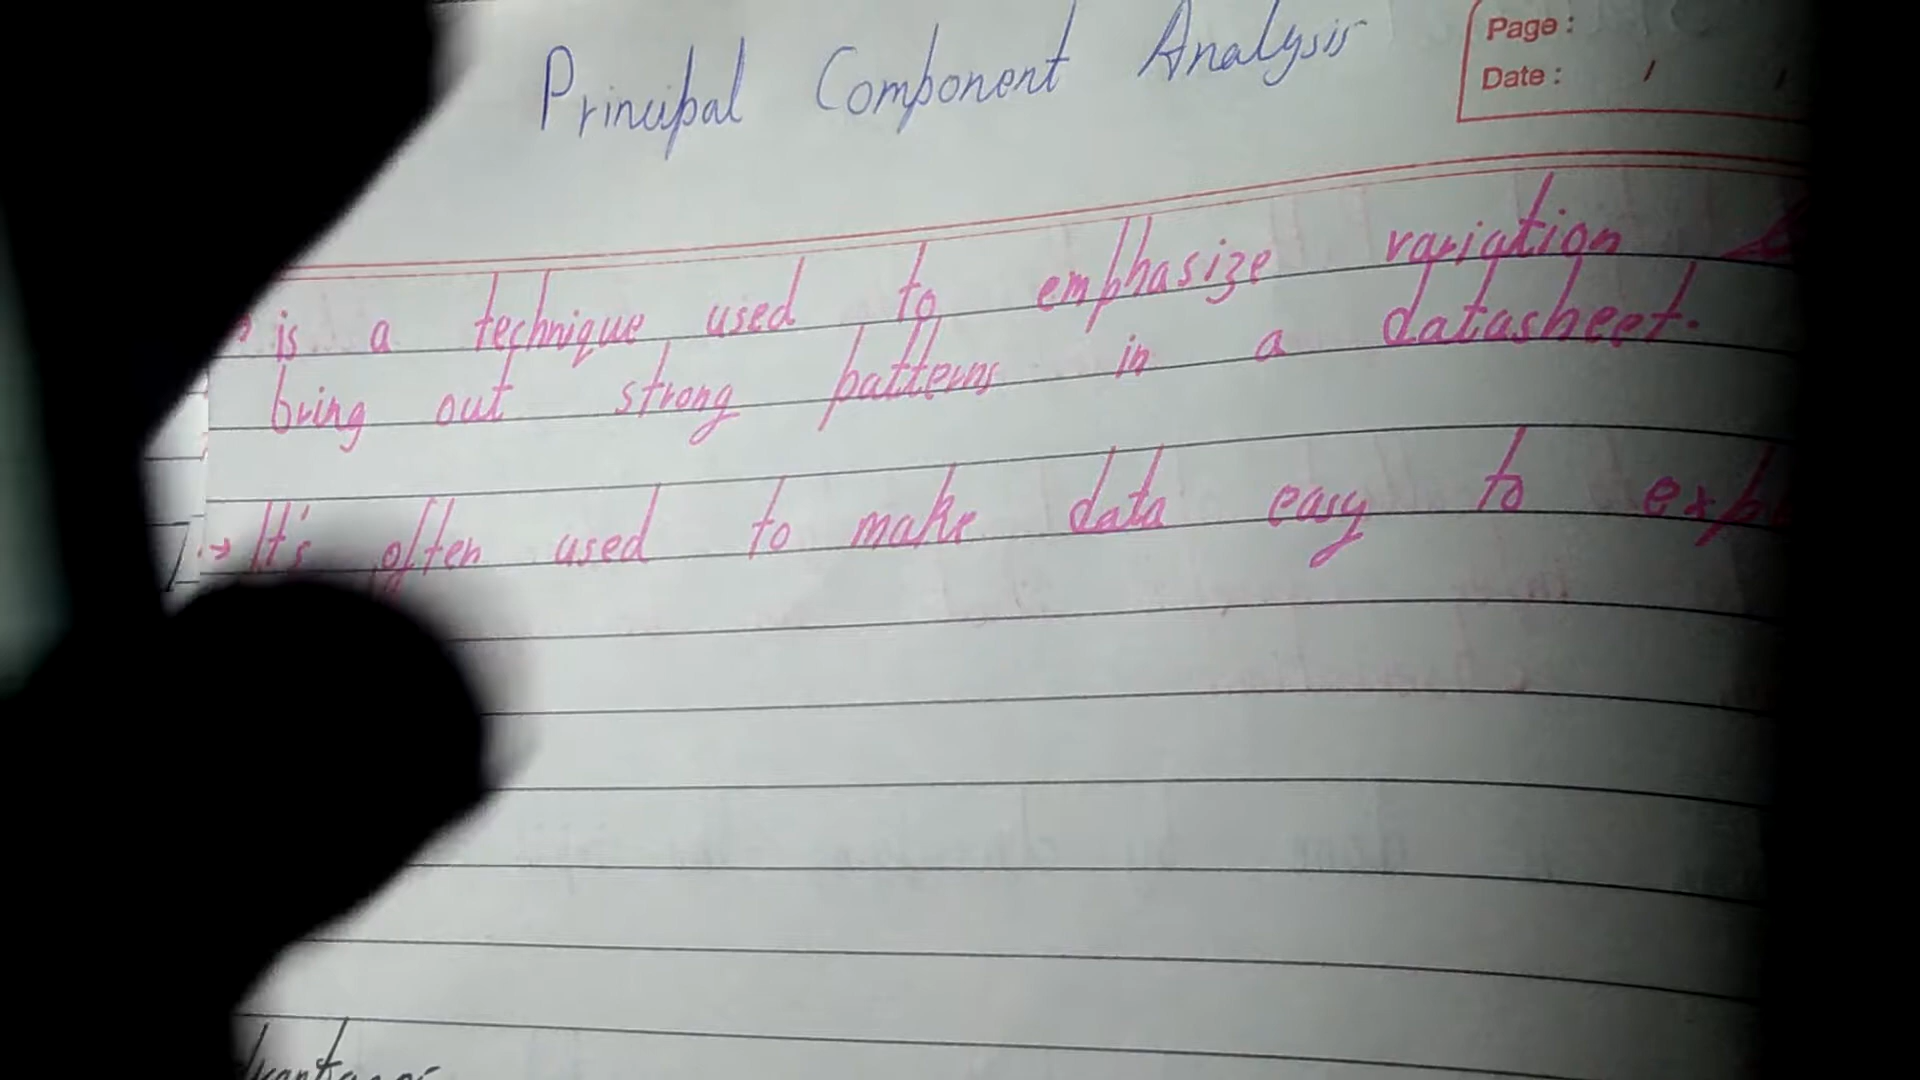 Principal Component Analysis
Page :
Date : / /
is a technique used to emphasize variation &
bring out strong patterns in a datasheet.
→ It's often used to make data easy to